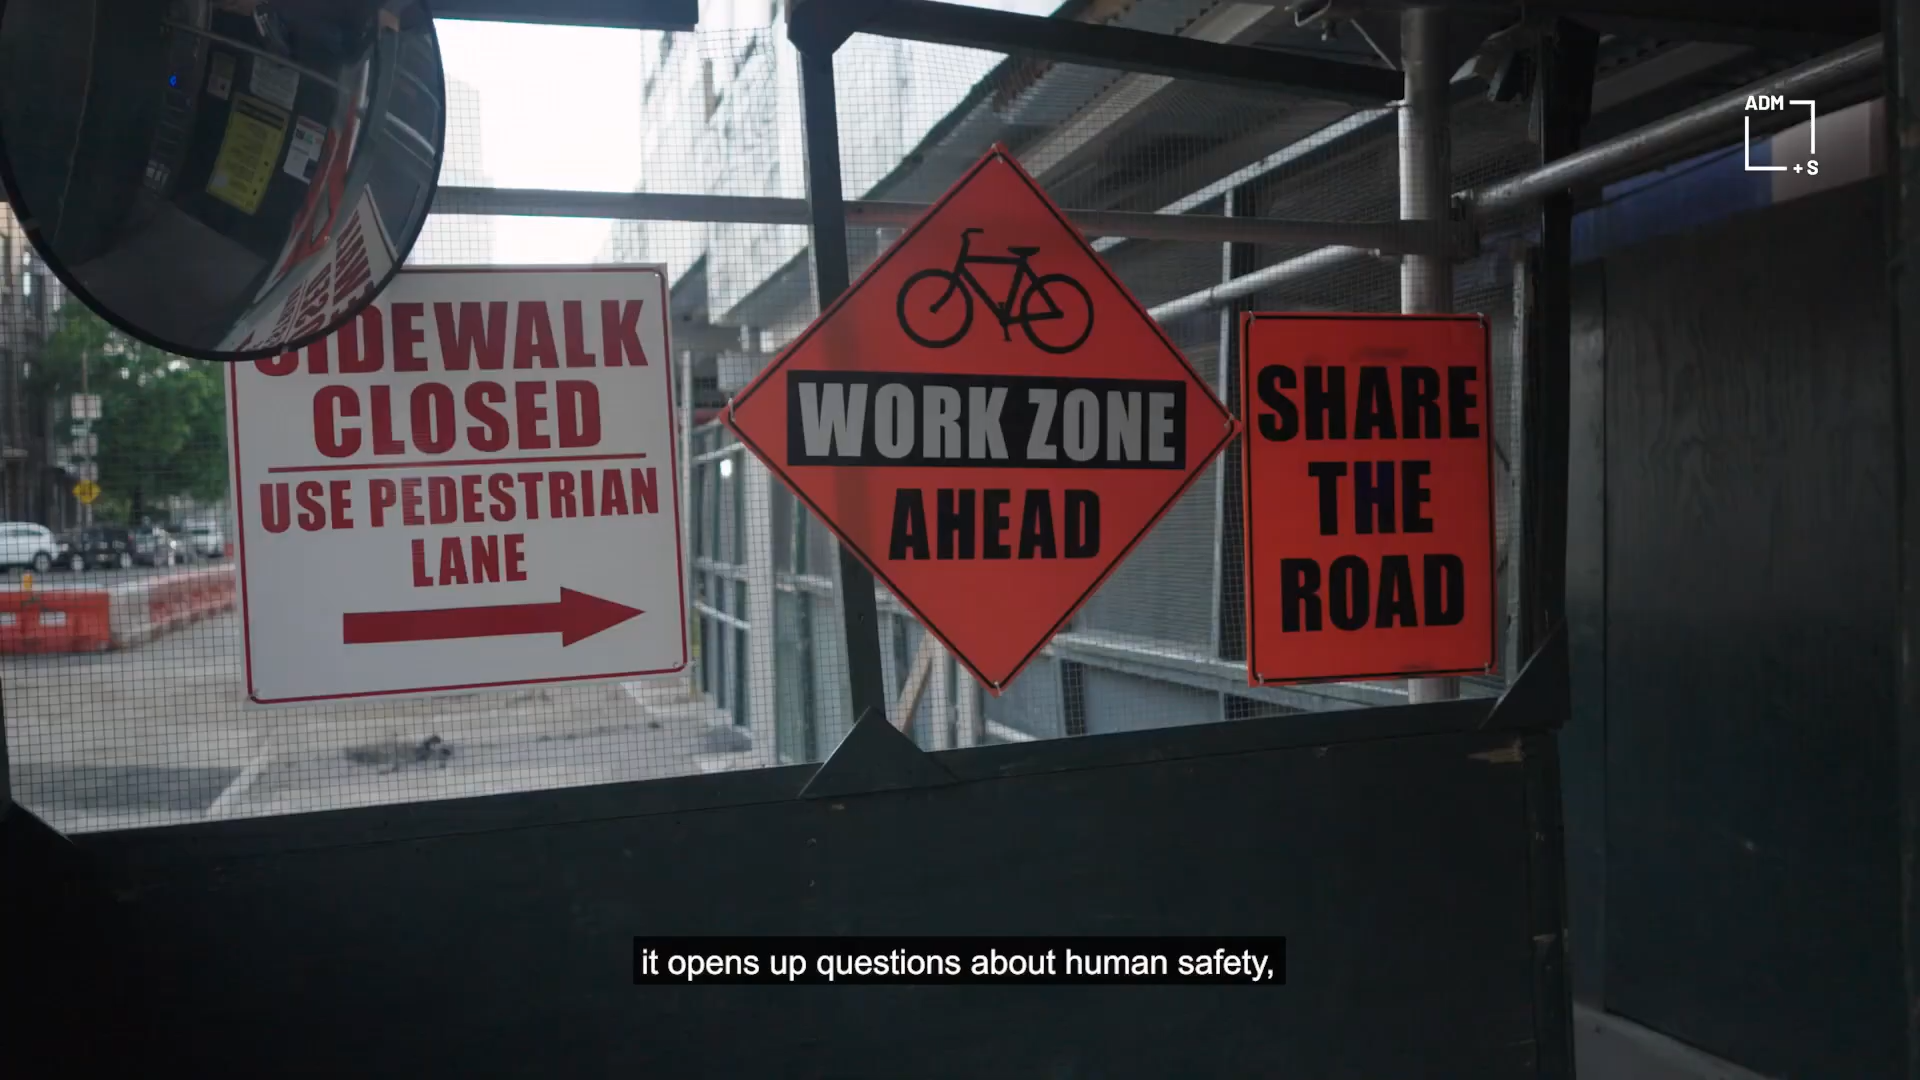 ADM
+S
SIDEWALK
CLOSED
USE PEDESTRIAN
LANE
WORK ZONE
AHEAD
SHARE
THE
ROAD
it opens up questions about human safety,